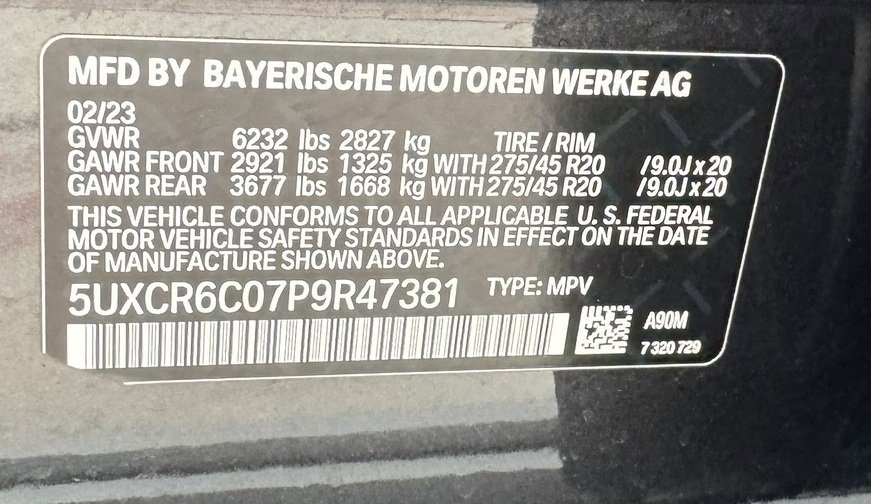 MFD BY BAYERISCHE MOTOREN WERKE AG
02/23
GVWR 6232 lbs 2827 kg TIRE / RIM
GAWR FRONT 2921 lbs 1325 kg WITH 275/45 R20 /9.0J x 20
GAWR REAR 3677 lbs 1668 kg WITH 275/45 R20 /9.0J x 20
THIS VEHICLE CONFORMS TO ALL APPLICABLE U. S. FEDERAL
MOTOR VEHICLE SAFETY STANDARDS IN EFFECT ON THE DATE
OF MANUFACTURE SHOWN ABOVE.
5UXCR6C07P9R47381 TYPE: MPV
A90M
7 320 729